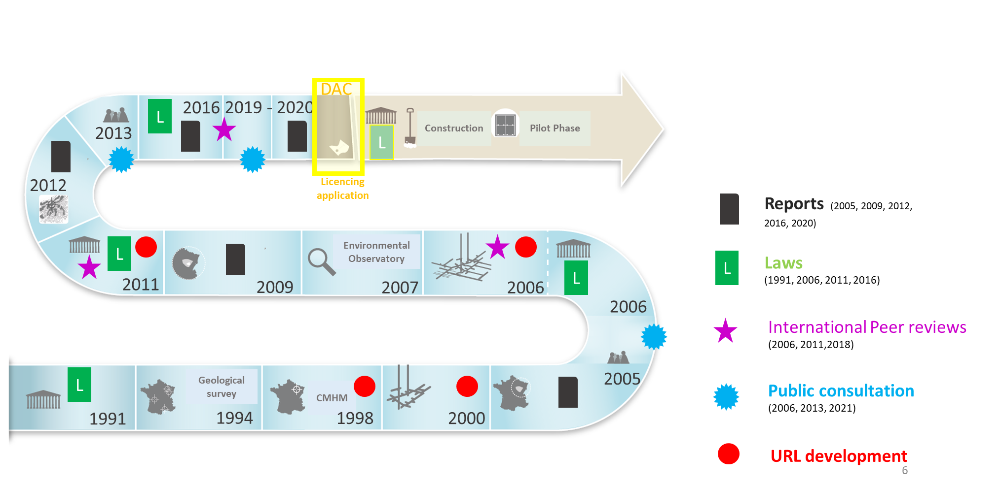 DAC
L
2016
2019 -
2020
2013
L
Construction
Pilot Phase
2012
Licencing
application
L
2011
2009
Environmental
Observatory
2007
2006
L
2006
L
1991
Geological
survey
1994
CMHM
1998
2000
2005
Reports (2005, 2009, 2012,
2016, 2020)
L
Laws
(1991, 2006, 2011, 2016)
International Peer reviews
(2006, 2011,2018)
Public consultation
(2006, 2013, 2021)
URL development
6